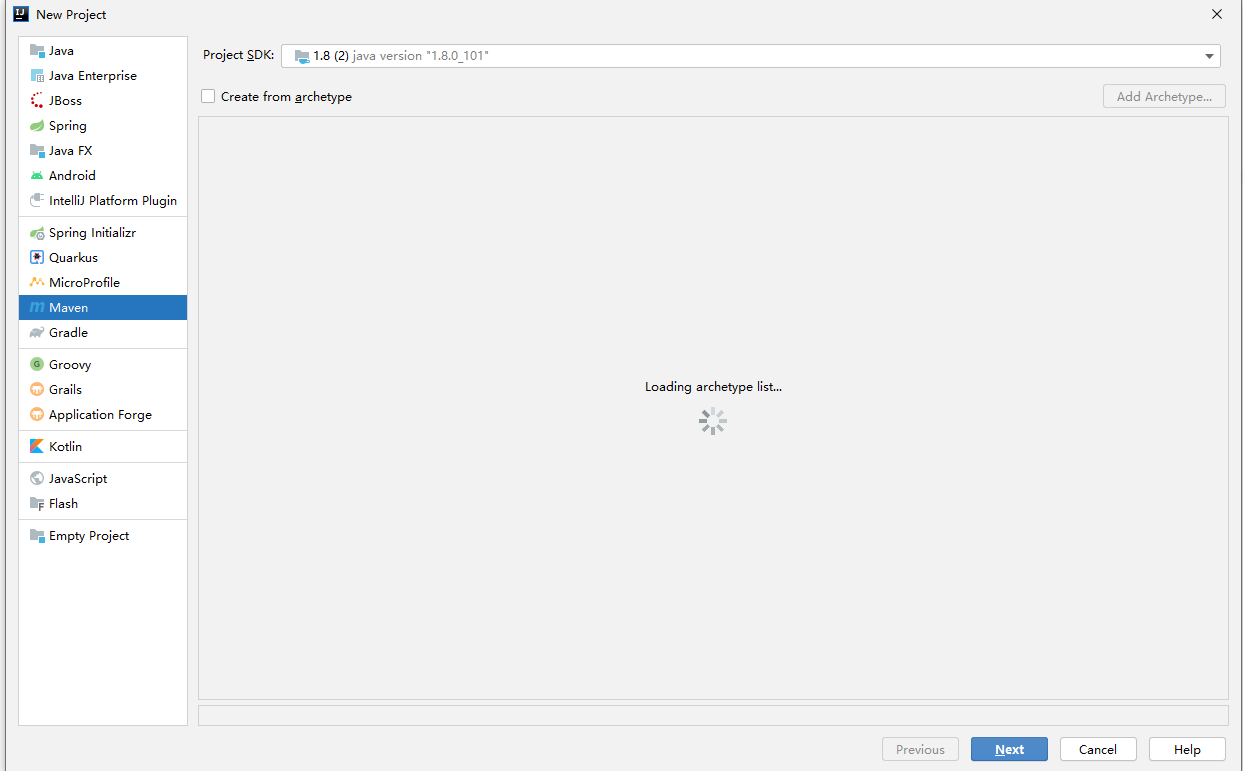 New Project
Java
Java Enterprise
JBoss
Spring
Java FX
Android
IntelliJ Platform Plugin
Spring Initializr
Quarkus
MicroProfile
Maven
Gradle
Groovy
Grails
Application Forge
Kotlin
JavaScript
Flash
Empty Project
Project SDK: 1.8 (2) java version "1.8.0_101"
Create from archetype Add Archetype...
Loading archetype list...
Previous Next Cancel Help